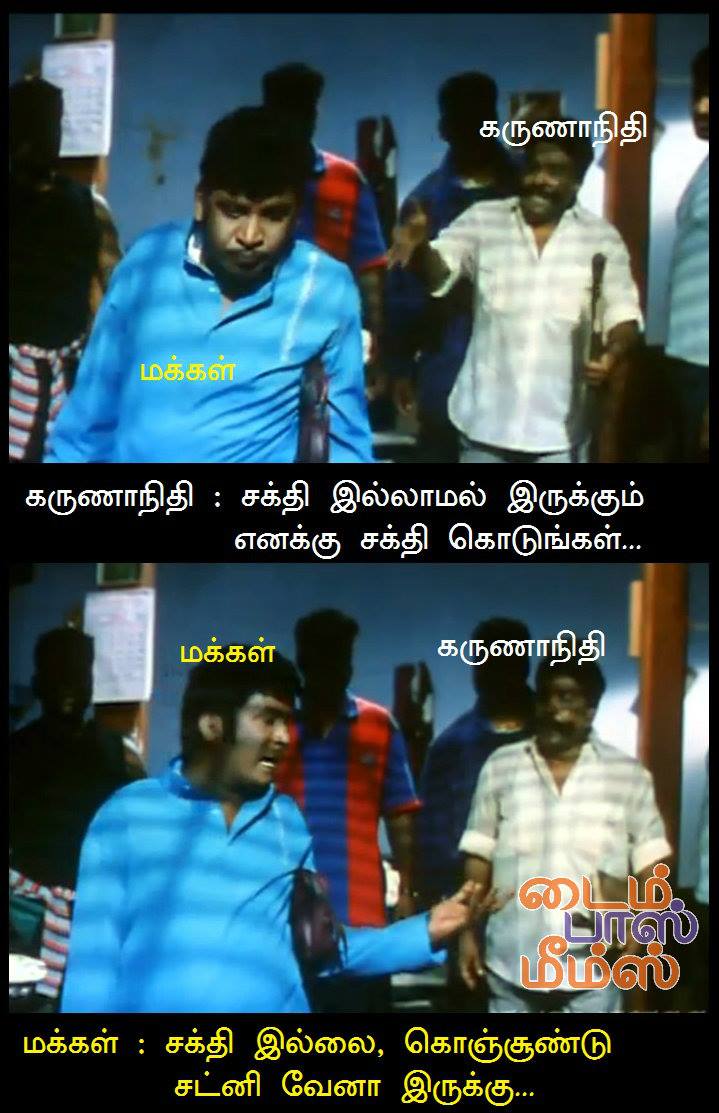 கருணாநிதி
மக்கள்
கருணாநிதி : சக்தி இல்லாமல் இருக்கும்
எனக்கு சக்தி கொடுங்கள்...
மக்கள்
கருணாநிதி
டைம்
பாஸ்
மீம்ஸ்
மக்கள் : சக்தி இல்லை, கொஞ்சூண்டு
சட்னி வேனா இருக்கு...